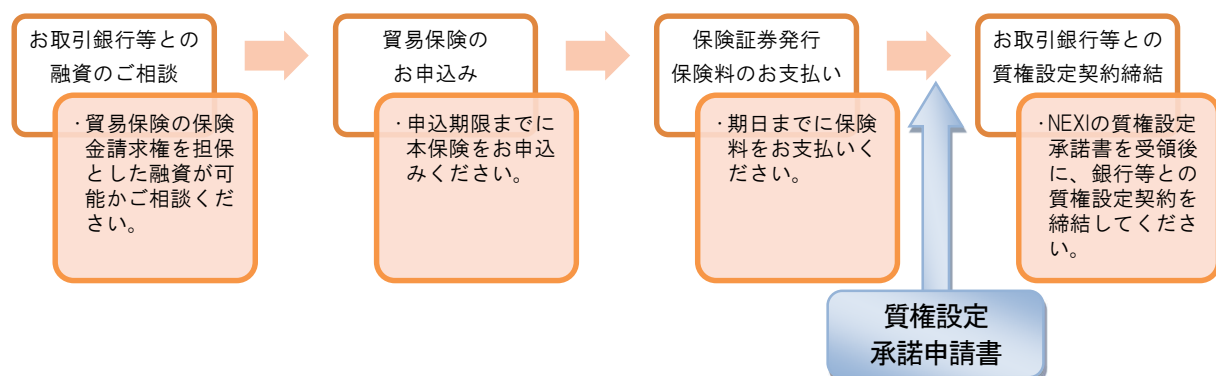 お取引銀行等との
融資のご相談
・貿易保険の保険
金請求権を担保
とした融資が可
能かご相談くだ
さい。
貿易保険の
お申込み
・申込期限までに
本保険をお申込
みください。
保険証券発行
保険料のお支払い
・期日までに保険
料をお支払いく
ださい。
お取引銀行等との
質権設定契約締結
・NEXIの質権設定
承諾書を受領後
に、銀行等との
質権設定契約を
締結してくださ
い。
質権設定
承諾申請書